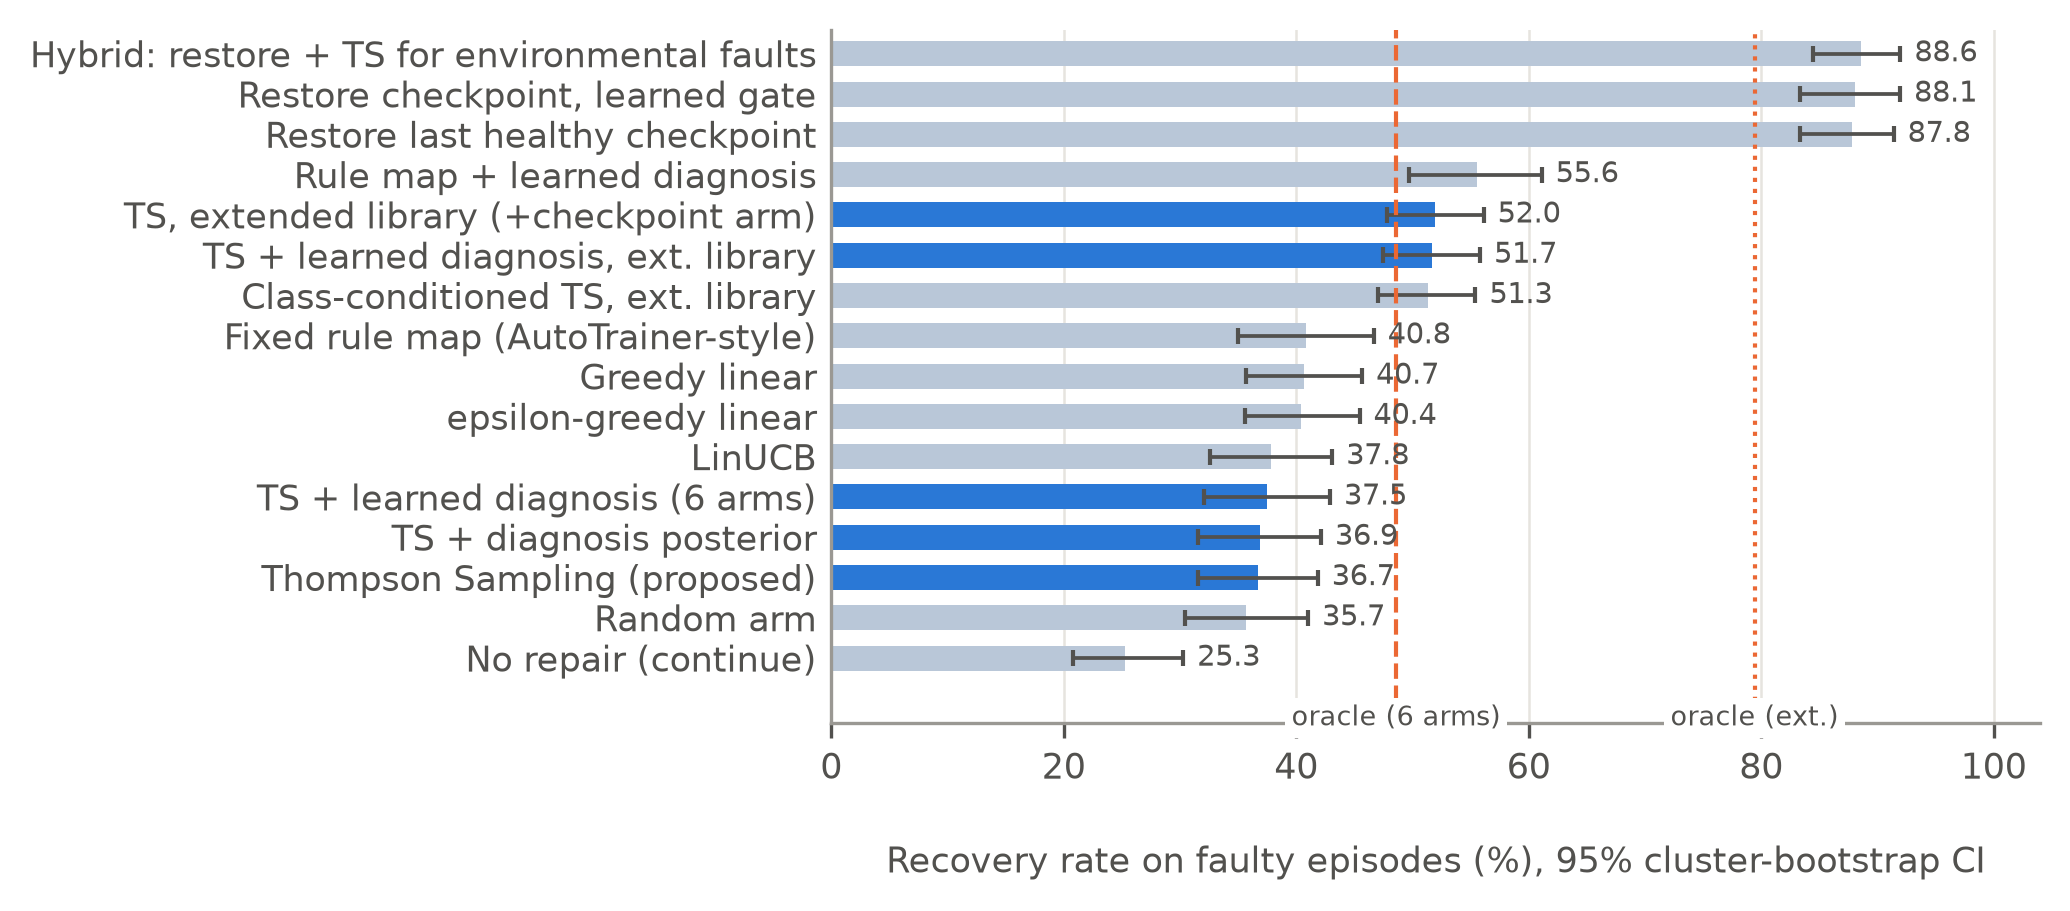 Hybrid: restore + TS for environmental faults 88.6
Restore checkpoint, learned gate 88.1
Restore last healthy checkpoint 87.8
Rule map + learned diagnosis 55.6
TS, extended library (+checkpoint arm) 52.0
TS + learned diagnosis, ext. library 51.7
Class-conditioned TS, ext. library 51.3
Fixed rule map (AutoTrainer-style) 40.8
Greedy linear 40.7
epsilon-greedy linear 40.4
LinUCB 37.8
TS + learned diagnosis (6 arms) 37.5
TS + diagnosis posterior 36.9
Thompson Sampling (proposed) 36.7
Random arm 35.7
No repair (continue) 25.3
oracle (6 arms) oracle (ext.)
0 20 40 60 80 100
Recovery rate on faulty episodes (%), 95% cluster-bootstrap CI